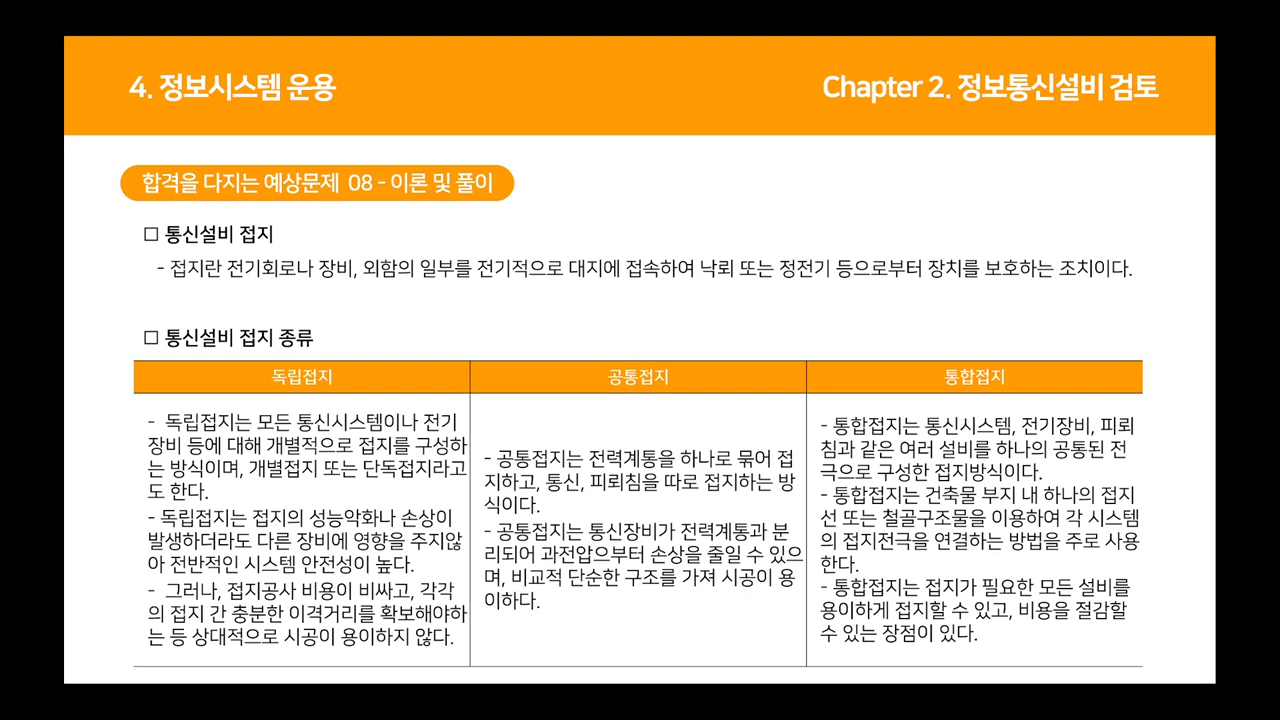 4. 정보시스템 운용
Chapter 2. 정보통신설비 검토
합격을 다지는 예상문제 08 - 이론 및 풀이
□ 통신설비 접지
- 접지란 전기회로나 장비, 외함의 일부를 전기적으로 대지에 접속하여 낙뢰 또는 정전기 등으로부터 장치를 보호하는 조치이다.
□ 통신설비 접지 종류
독립접지
- 독립접지는 모든 통신시스템이나 전기
장비 등에 대해 개별적으로 접지를 구성하
는 방식이며, 개별접지 또는 단독접지라고
도 한다.
- 독립접지는 접지의 성능악화나 손상이
발생하더라도 다른 장비에 영향을 주지않
아 전반적인 시스템 안전성이 높다.
- 그러나, 접지공사 비용이 비싸고, 각각
의 접지 간 충분한 이격거리를 확보해야하
는 등 상대적으로 시공이 용이하지 않다.
공통접지
- 공통접지는 전력계통을 하나로 묶어 접
지하고, 통신, 피뢰침을 따로 접지하는 방
식이다.
- 공통접지는 통신장비가 전력계통과 분
리되어 과전압으부터 손상을 줄일 수 있으
며, 비교적 단순한 구조를 가져 시공이 용
이하다.
통합접지
- 통합접지는 통신시스템, 전기장비, 피뢰
침과 같은 여러 설비를 하나의 공통된 전
극으로 구성한 접지방식이다.
- 통합접지는 건축물 부지 내 하나의 접지
선 또는 철골구조물을 이용하여 각 시스템
의 접지전극을 연결하는 방법을 주로 사용
한다.
- 통합접지는 접지가 필요한 모든 설비를
용이하게 접지할 수 있고, 비용을 절감할
수 있는 장점이 있다.